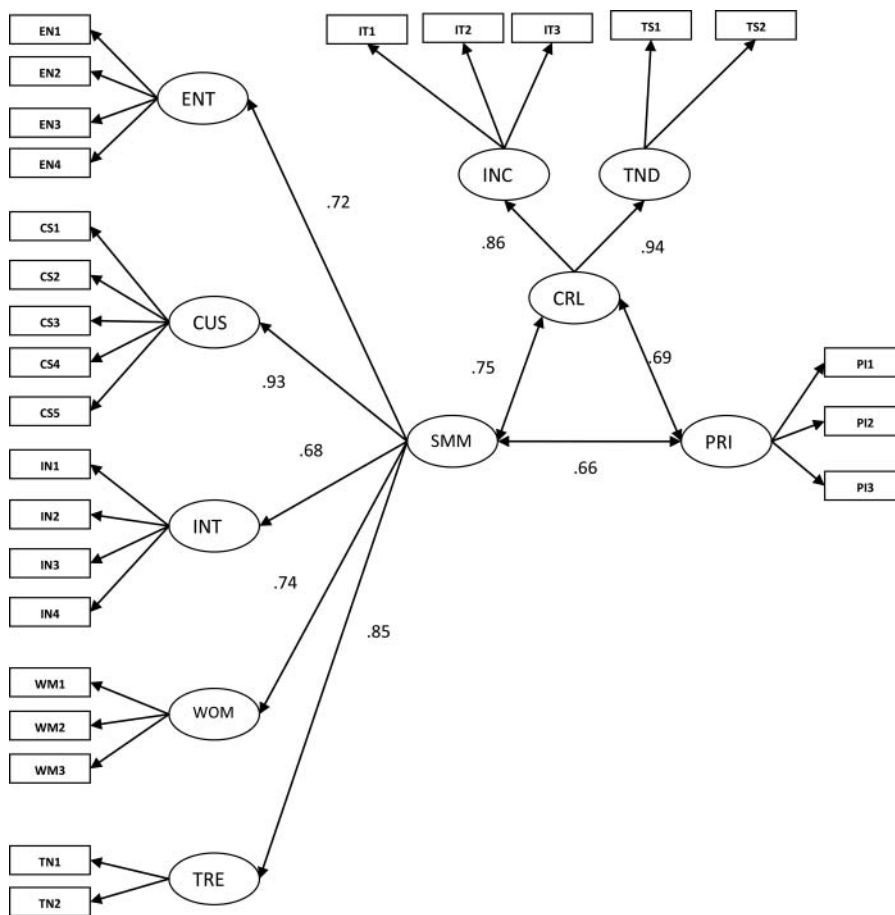 EN1
EN2
EN3
EN4
ENT
IT1
IT2
IT3
TS1
TS2
INC
TND
.72
.86
.94
CRL
CS1
CS2
CS3
CS4
CS5
CUS
.93
.75
.69
PI1
PI2
PI3
SMM
PRI
.66
.68
IN1
IN2
IN3
IN4
INT
.74
.85
WM1
WM2
WM3
WOM
TN1
TN2
TRE